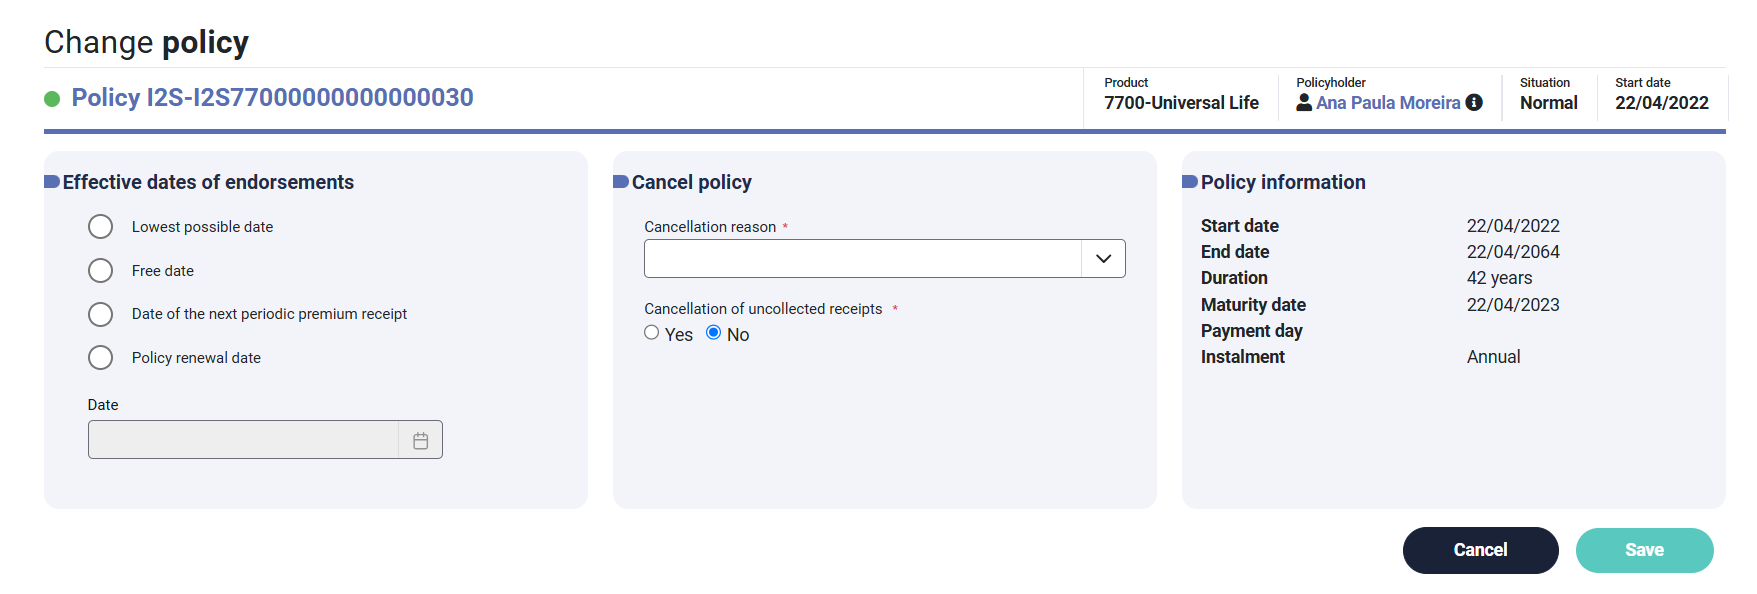 Change policy
Policy I2S-I2S77000000000000030
Product
7700-Universal Life
Policyholder
Ana Paula Moreira
Situation
Normal
Start date
22/04/2022
Effective dates of endorsements
Lowest possible date
Free date
Date of the next periodic premium receipt
Policy renewal date
Date
Cancel policy
Cancellation reason *
Cancellation of uncollected receipts *
Yes No
Policy information
Start date 22/04/2022
End date 22/04/2064
Duration 42 years
Maturity date 22/04/2023
Payment day
Instalment Annual
Cancel Save